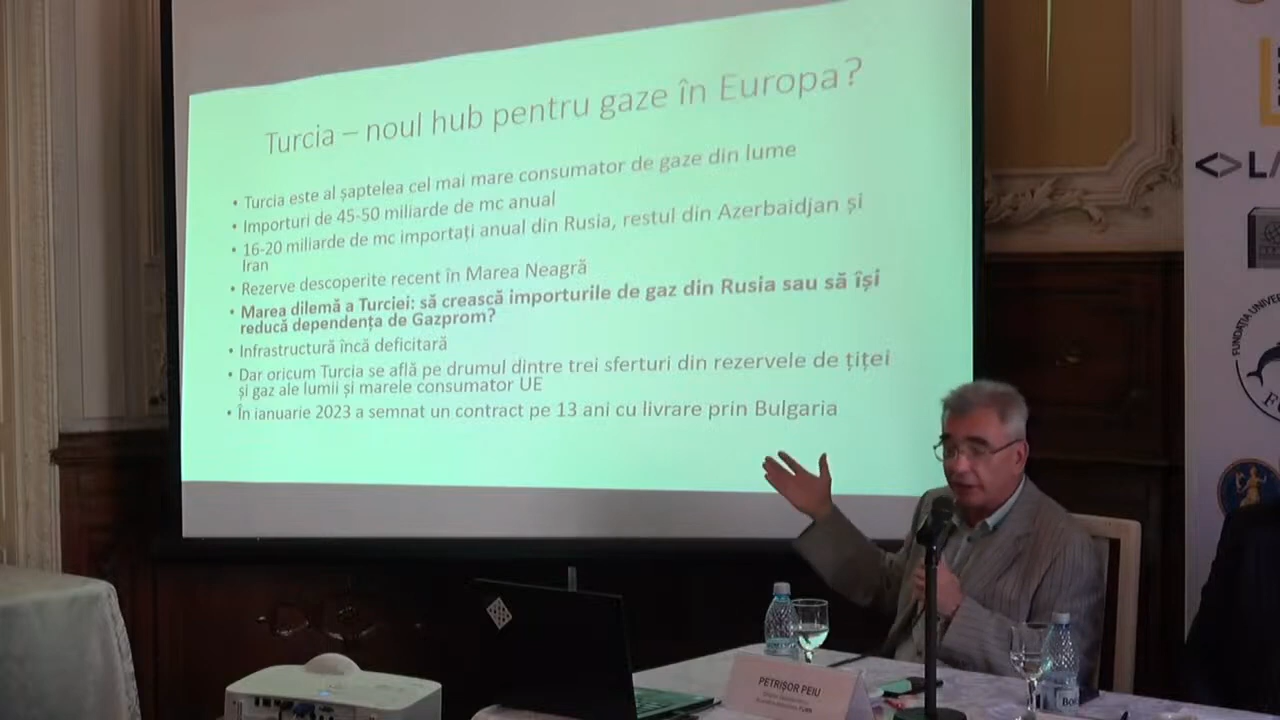 Turcia – noul hub pentru gaze în Europa?
• Turcia este al șaptelea cel mai mare consumator de gaze din lume
• Importuri de 45-50 miliarde de mc anual
• 16-20 miliarde de mc importați anual din Rusia, restul din Azerbaidjan și
Iran
• Rezerve descoperite recent în Marea Neagră
• Marea dilemă a Turciei: să crească importurile de gaz din Rusia sau să își
reducă dependența de Gazprom?
• Infrastructură încă deficitară
• Dar oricum Turcia se află pe drumul dintre trei sferturi din rezervele de țiței
și gaz ale lumii și marele consumator UE
• În ianuarie 2023 a semnat un contract pe 13 ani cu livrare prin Bulgaria
PETRIȘOR PEIU